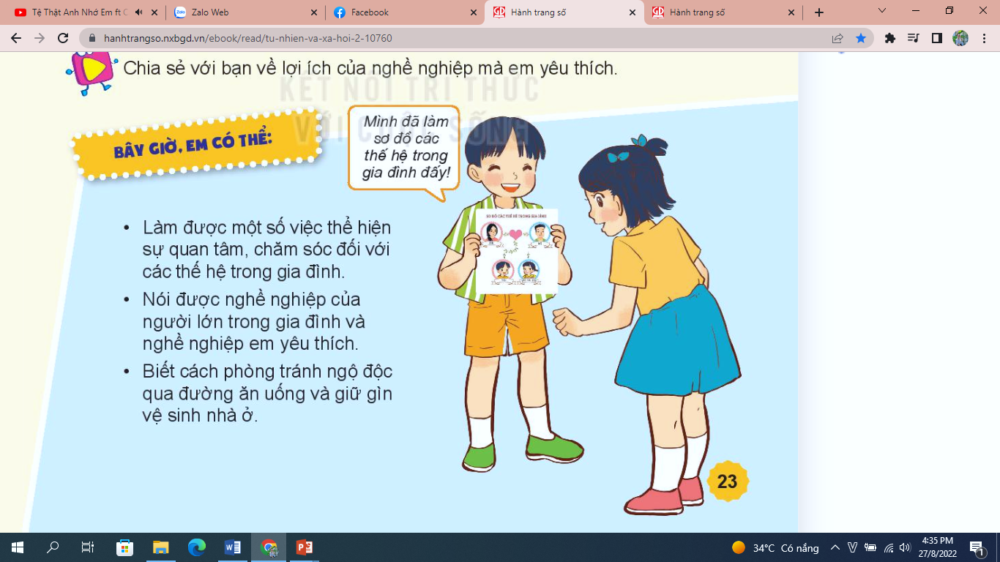 Tệ Thật Anh Nhớ Em ft
Zalo Web
Facebook
Hành trang số
Hành trang số
hanhtrangso.nxbgd.vn/ebook/read/tu-nhien-va-xa-hoi-2-10760
Chia sẻ với bạn về lợi ích của nghề nghiệp mà em yêu thích.
KẾT NỐI TRI THỨC
VỚI CUỘC SỐNG
BÂY GIỜ, EM CÓ THỂ:
Mình đã làm
sơ đồ các
thế hệ trong
gia đình đấy!
SƠ ĐỒ CÁC THẾ HỆ TRONG GIA ĐÌNH
• Làm được một số việc thể hiện
sự quan tâm, chăm sóc đối với
các thế hệ trong gia đình.
• Nói được nghề nghiệp của
người lớn trong gia đình và
nghề nghiệp em yêu thích.
• Biết cách phòng tránh ngộ độc
qua đường ăn uống và giữ gìn
vệ sinh nhà ở.
23
34°C Có nắng
4:35 PM
27/8/2022
1